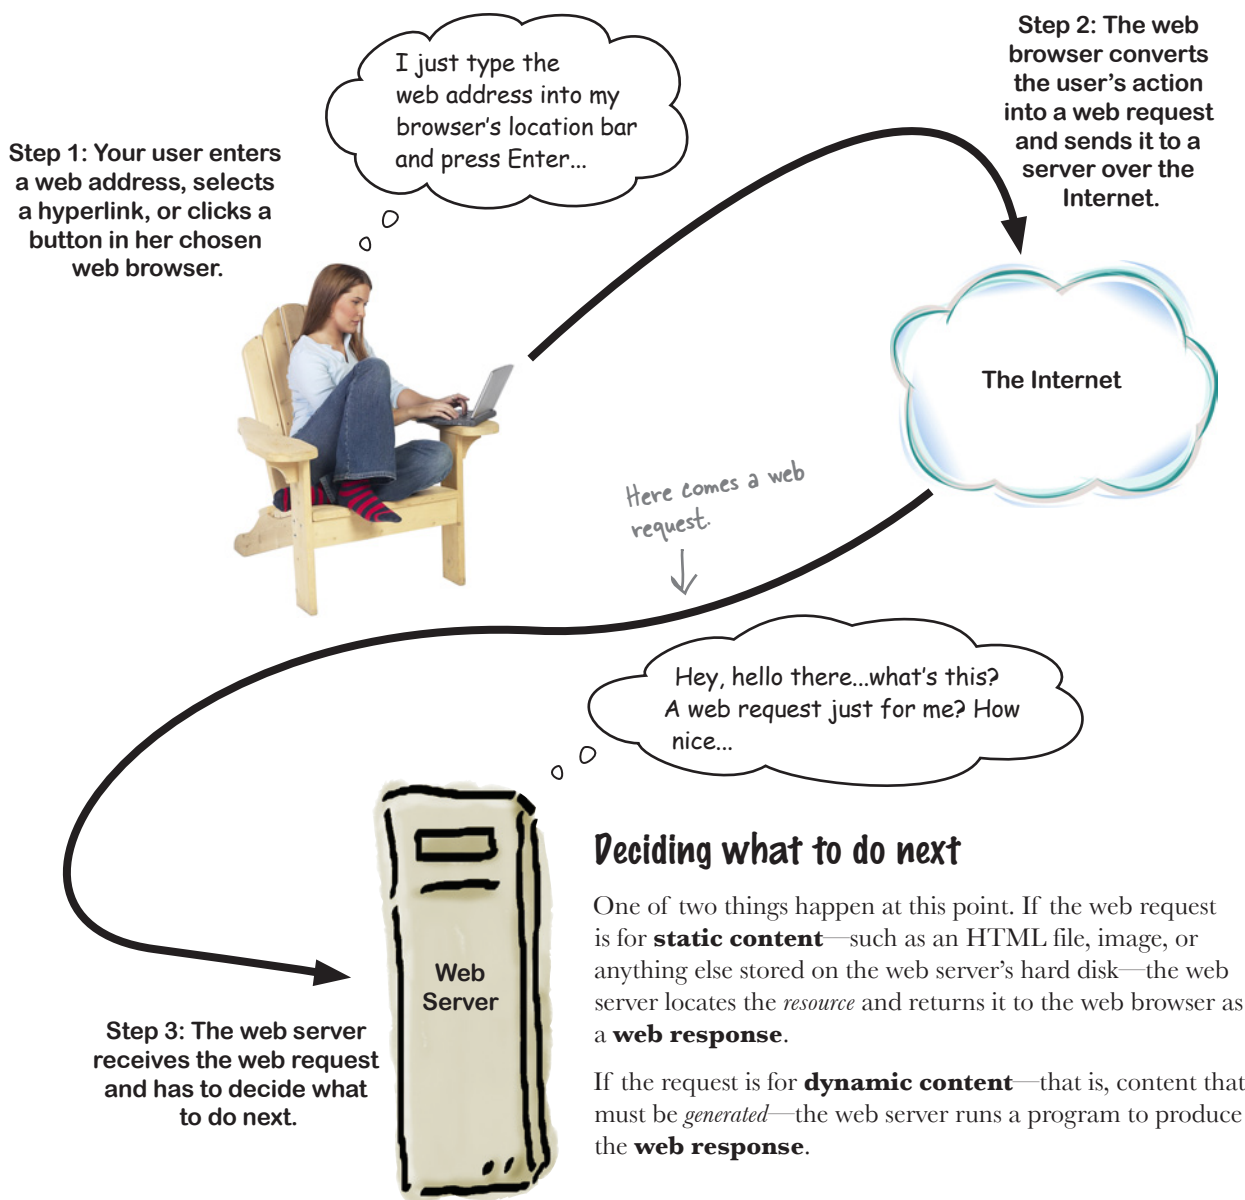 I just type the
web address into my
browser's location bar
and press Enter...
Step 1: Your user enters
a web address, selects
a hyperlink, or clicks a
button in her chosen
web browser.
Step 2: The web
browser converts
the user's action
into a web request
and sends it to a
server over the
Internet.
The Internet
Here comes a web
request.
Hey, hello there...what's this?
A web request just for me? How
nice...
Web
Server
Step 3: The web server
receives the web request
and has to decide what
to do next.
Deciding what to do next
One of two things happen at this point. If the web request
is for static content—such as an HTML file, image, or
anything else stored on the web server's hard disk—the web
server locates the resource and returns it to the web browser as
a web response.
If the request is for dynamic content—that is, content that
must be generated—the web server runs a program to produce
the web response.